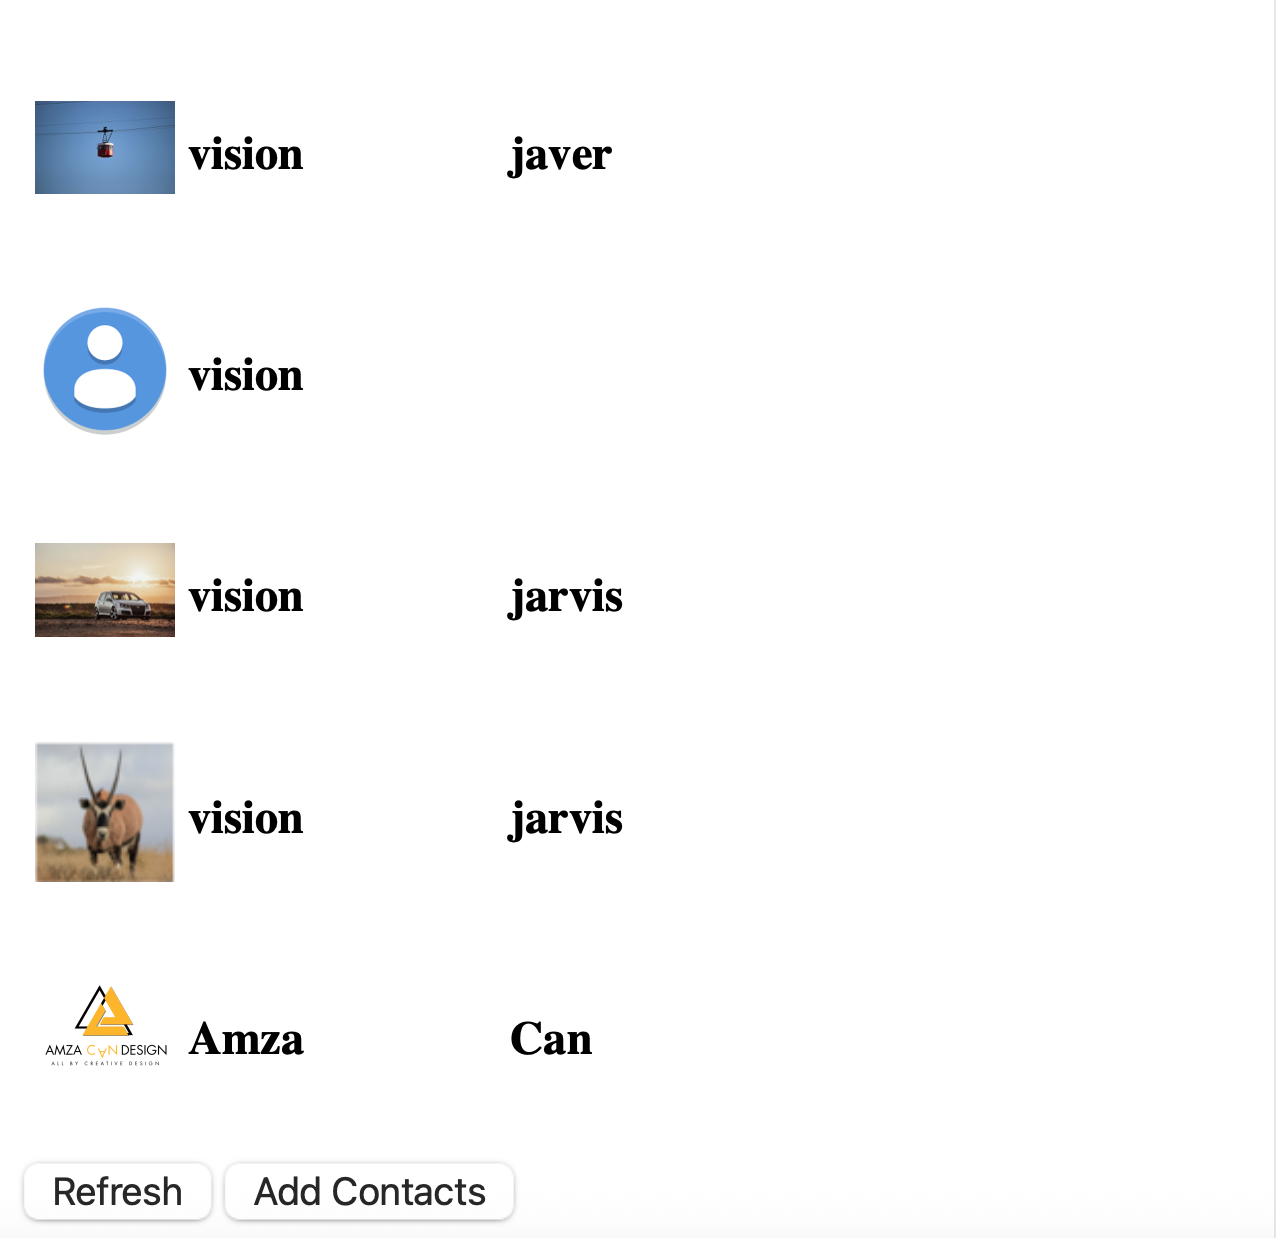 vision javer
vision
vision jarvis
vision jarvis
AMZA CAN DESIGN
ALL BY CREATIVE DESIGN
Amza Can
Refresh Add Contacts